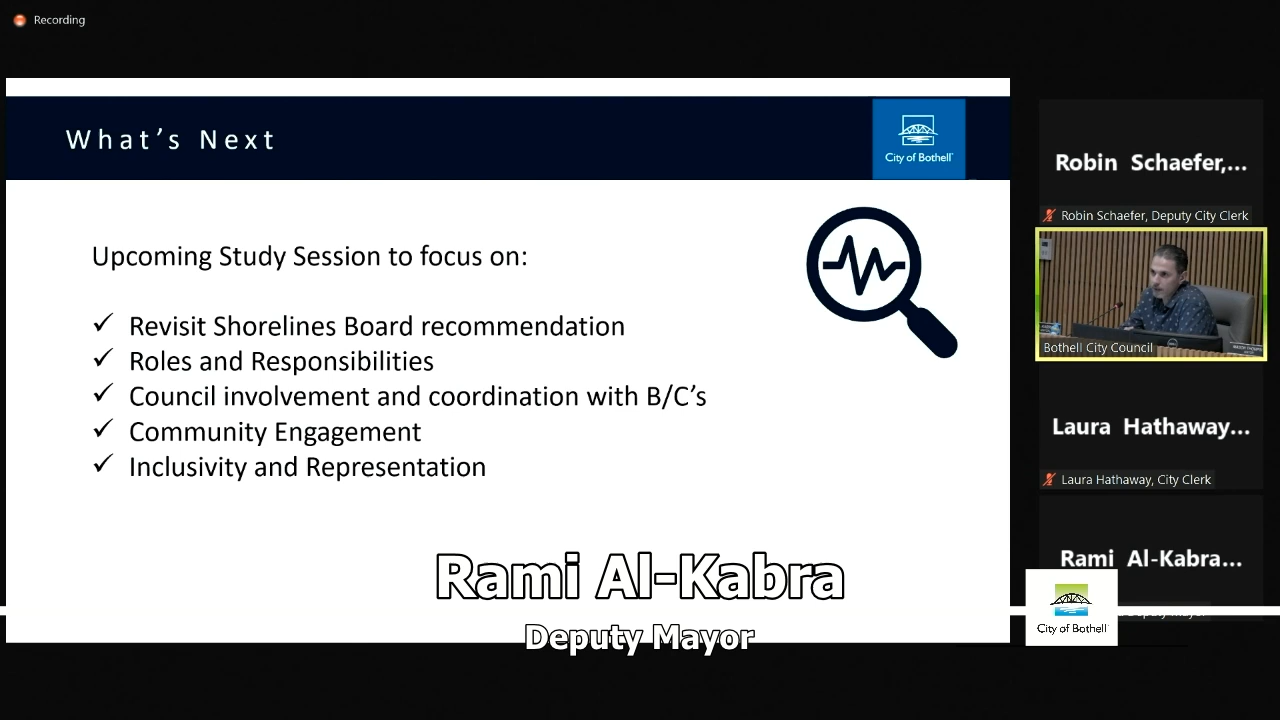 Recording
What's Next
City of Bothell
Upcoming Study Session to focus on:
✓ Revisit Shorelines Board recommendation
✓ Roles and Responsibilities
✓ Council involvement and coordination with B/C's
✓ Community Engagement
✓ Inclusivity and Representation
Rami Al-Kabra
Deputy Mayor
Robin Schaefer,...
Robin Schaefer, Deputy City Clerk
Bothell City Council
Laura Hathaway...
Laura Hathaway, City Clerk
Rami Al-Kabra...
Deputy Mayor
City of Bothell